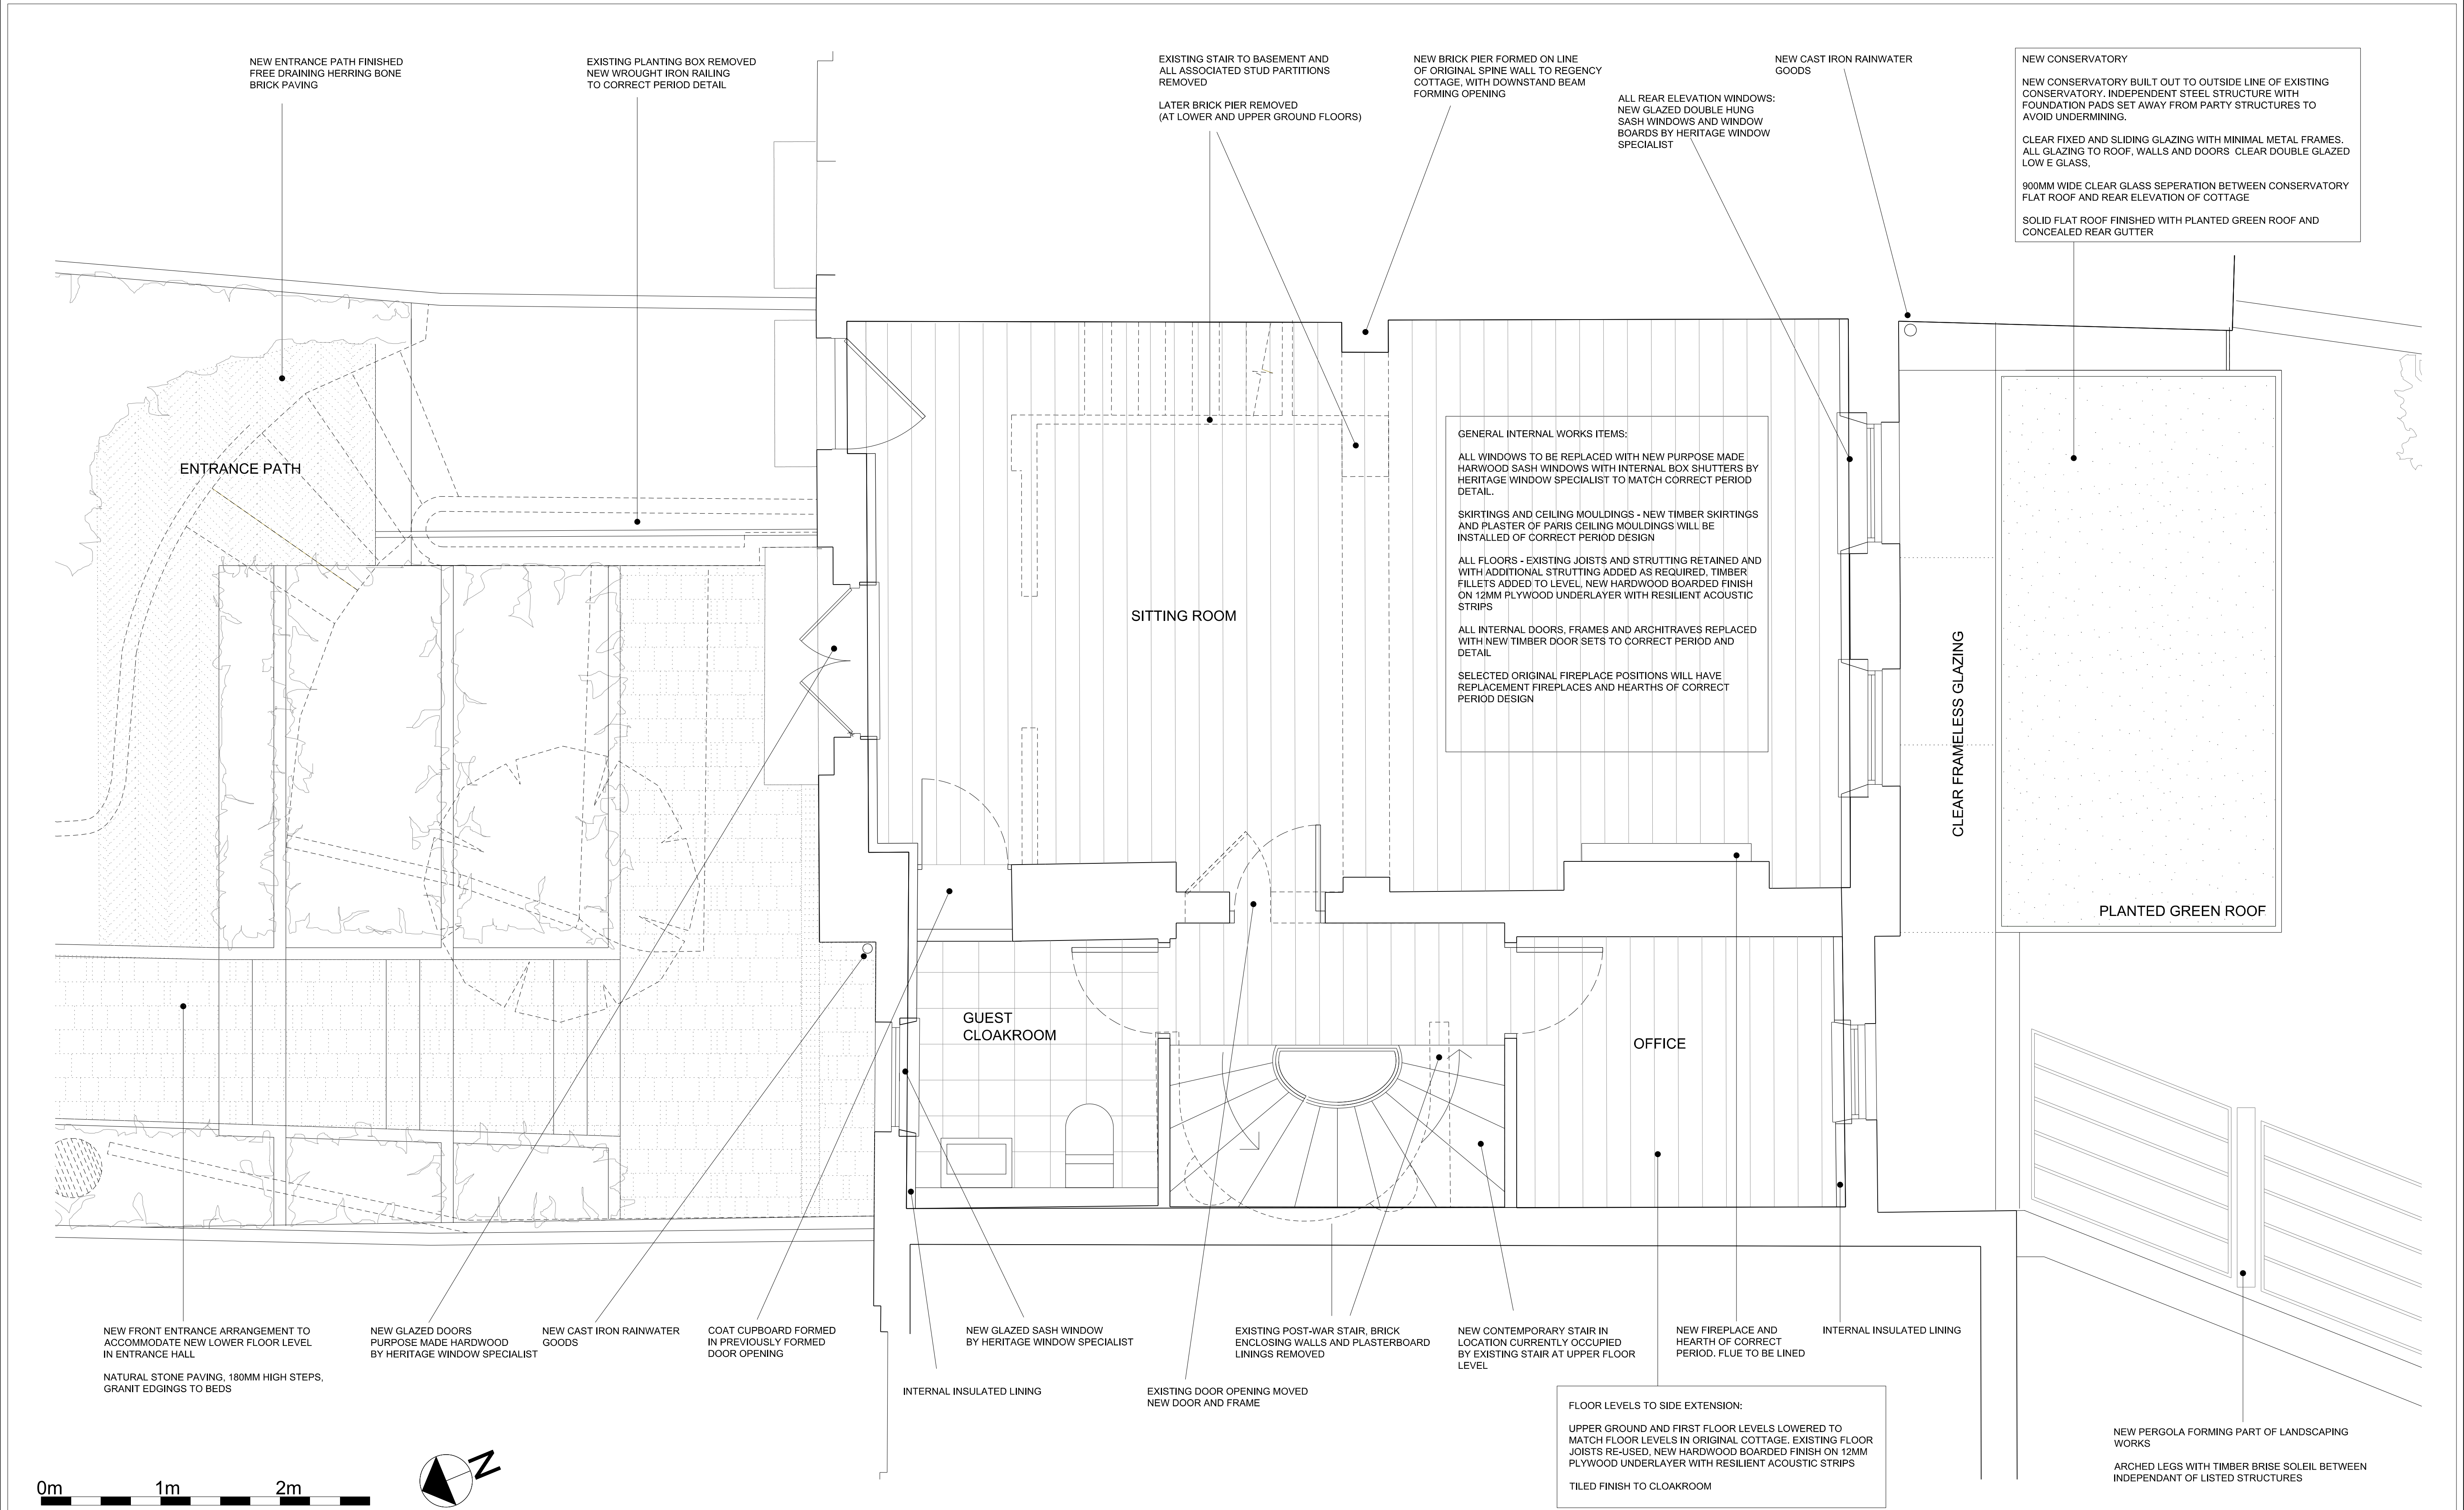 NEW ENTRANCE PATH FINISHED
FREE DRAINING HERRING BONE
BRICK PAVING
EXISTING PLANTING BOX REMOVED
NEW WROUGHT IRON RAILING
TO CORRECT PERIOD DETAIL
EXISTING STAIR TO BASEMENT AND
ALL ASSOCIATED STUD PARTITIONS
REMOVED
LATER BRICK PIER REMOVED
(AT LOWER AND UPPER GROUND FLOORS)
NEW BRICK PIER FORMED ON LINE
OF ORIGINAL SPINE WALL TO REGENCY
COTTAGE, WITH DOWNSTAND BEAM
FORMING OPENING
ALL REAR ELEVATION WINDOWS:
NEW GLAZED DOUBLE HUNG
SASH WINDOWS AND WINDOW
BOARDS BY HERITAGE WINDOW
SPECIALIST
NEW CAST IRON RAINWATER
GOODS
NEW CONSERVATORY
NEW CONSERVATORY BUILT OUT TO OUTSIDE LINE OF EXISTING
CONSERVATORY. INDEPENDENT STEEL STRUCTURE WITH
FOUNDATION PADS SET AWAY FROM PARTY STRUCTURES TO
AVOID UNDERMINING.
CLEAR FIXED AND SLIDING GLAZING WITH MINIMAL METAL FRAMES.
ALL GLAZING TO ROOF, WALLS AND DOORS CLEAR DOUBLE GLAZED
LOW E GLASS,
900MM WIDE CLEAR GLASS SEPERATION BETWEEN CONSERVATORY
FLAT ROOF AND REAR ELEVATION OF COTTAGE
SOLID FLAT ROOF FINISHED WITH PLANTED GREEN ROOF AND
CONCEALED REAR GUTTER
ENTRANCE PATH
SITTING ROOM
GENERAL INTERNAL WORKS ITEMS:
ALL WINDOWS TO BE REPLACED WITH NEW PURPOSE MADE
HARWOOD SASH WINDOWS WITH INTERNAL BOX SHUTTERS BY
HERITAGE WINDOW SPECIALIST TO MATCH CORRECT PERIOD
DETAIL.
SKIRTINGS AND CEILING MOULDINGS - NEW TIMBER SKIRTINGS
AND PLASTER OF PARIS CEILING MOULDINGS WILL BE
INSTALLED OF CORRECT PERIOD DESIGN
ALL FLOORS - EXISTING JOISTS AND STRUTTING RETAINED AND
WITH ADDITIONAL STRUTTING ADDED AS REQUIRED, TIMBER
FILLETS ADDED TO LEVEL, NEW HARDWOOD BOARDED FINISH
ON 12MM PLYWOOD UNDERLAYER WITH RESILIENT ACOUSTIC
STRIPS
ALL INTERNAL DOORS, FRAMES AND ARCHITRAVES REPLACED
WITH NEW TIMBER DOOR SETS TO CORRECT PERIOD AND
DETAIL
SELECTED ORIGINAL FIREPLACE POSITIONS WILL HAVE
REPLACEMENT FIREPLACES AND HEARTHS OF CORRECT
PERIOD DESIGN
CLEAR FRAMELESS GLAZING
PLANTED GREEN ROOF
GUEST
CLOAKROOM
OFFICE
NEW FRONT ENTRANCE ARRANGEMENT TO
ACCOMMODATE NEW LOWER FLOOR LEVEL
IN ENTRANCE HALL
NATURAL STONE PAVING, 180MM HIGH STEPS,
GRANIT EDGINGS TO BEDS
NEW GLAZED DOORS
PURPOSE MADE HARDWOOD
BY HERITAGE WINDOW SPECIALIST
NEW CAST IRON RAINWATER
GOODS
COAT CUPBOARD FORMED
IN PREVIOUSLY FORMED
DOOR OPENING
INTERNAL INSULATED LINING
NEW GLAZED SASH WINDOW
BY HERITAGE WINDOW SPECIALIST
EXISTING DOOR OPENING MOVED
NEW DOOR AND FRAME
EXISTING POST-WAR STAIR, BRICK
ENCLOSING WALLS AND PLASTERBOARD
LININGS REMOVED
NEW CONTEMPORARY STAIR IN
LOCATION CURRENTLY OCCUPIED
BY EXISTING STAIR AT UPPER FLOOR
LEVEL
NEW FIREPLACE AND
HEARTH OF CORRECT
PERIOD. FLUE TO BE LINED
INTERNAL INSULATED LINING
FLOOR LEVELS TO SIDE EXTENSION:
UPPER GROUND AND FIRST FLOOR LEVELS LOWERED TO
MATCH FLOOR LEVELS IN ORIGINAL COTTAGE. EXISTING FLOOR
JOISTS RE-USED, NEW HARDWOOD BOARDED FINISH ON 12MM
PLYWOOD UNDERLAYER WITH RESILIENT ACOUSTIC STRIPS
TILED FINISH TO CLOAKROOM
NEW PERGOLA FORMING PART OF LANDSCAPING
WORKS
ARCHED LEGS WITH TIMBER BRISE SOLEIL BETWEEN
INDEPENDANT OF LISTED STRUCTURES
0m 1m 2m
N